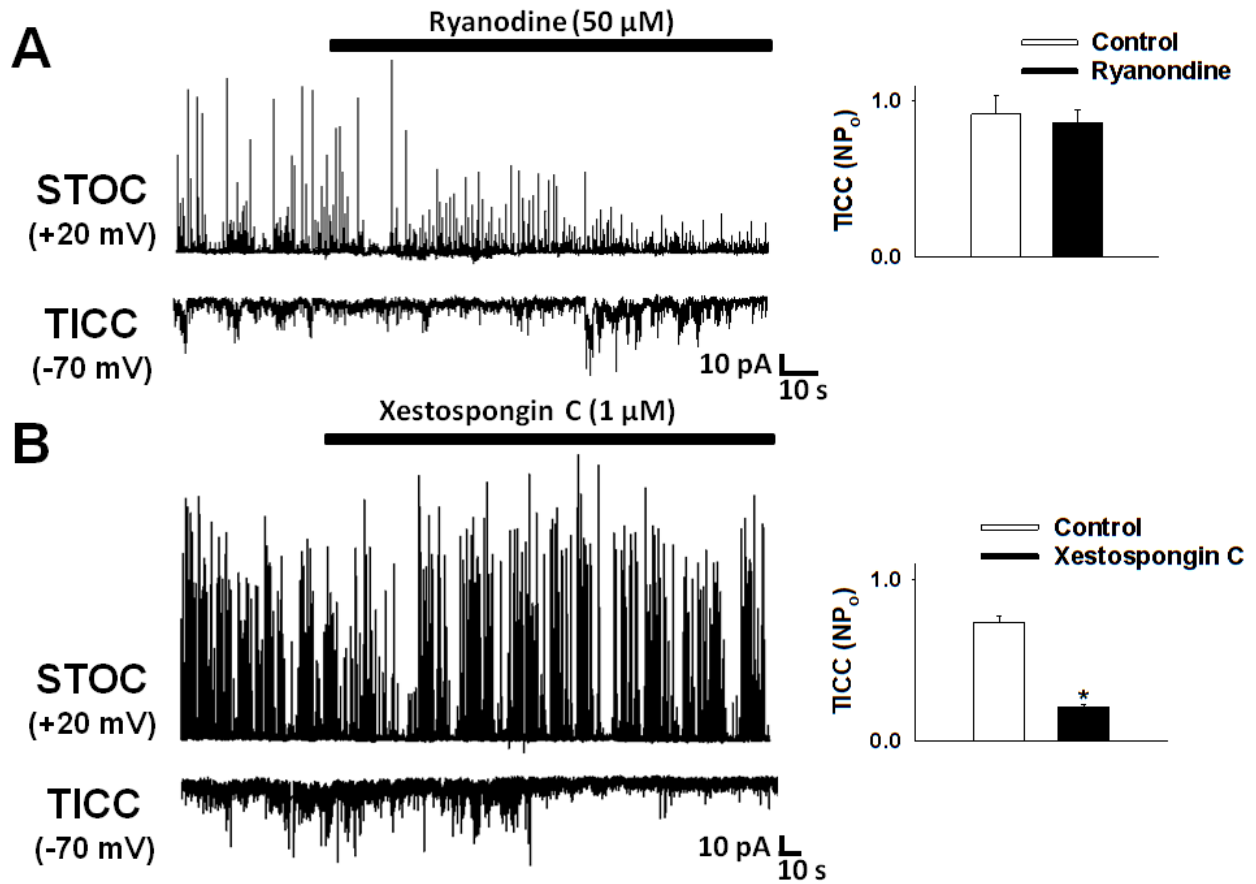 A
Ryanodine (50 µM)
STOC
(+20 mV)
TICC
(-70 mV)
10 pA
10 s
Control
Ryanondine
1.0
TICC (NPo)
0.0
B
Xestospongin C (1 µM)
STOC
(+20 mV)
TICC
(-70 mV)
10 pA
10 s
Control
Xestospongin C
1.0
TICC (NPo)
*
0.0